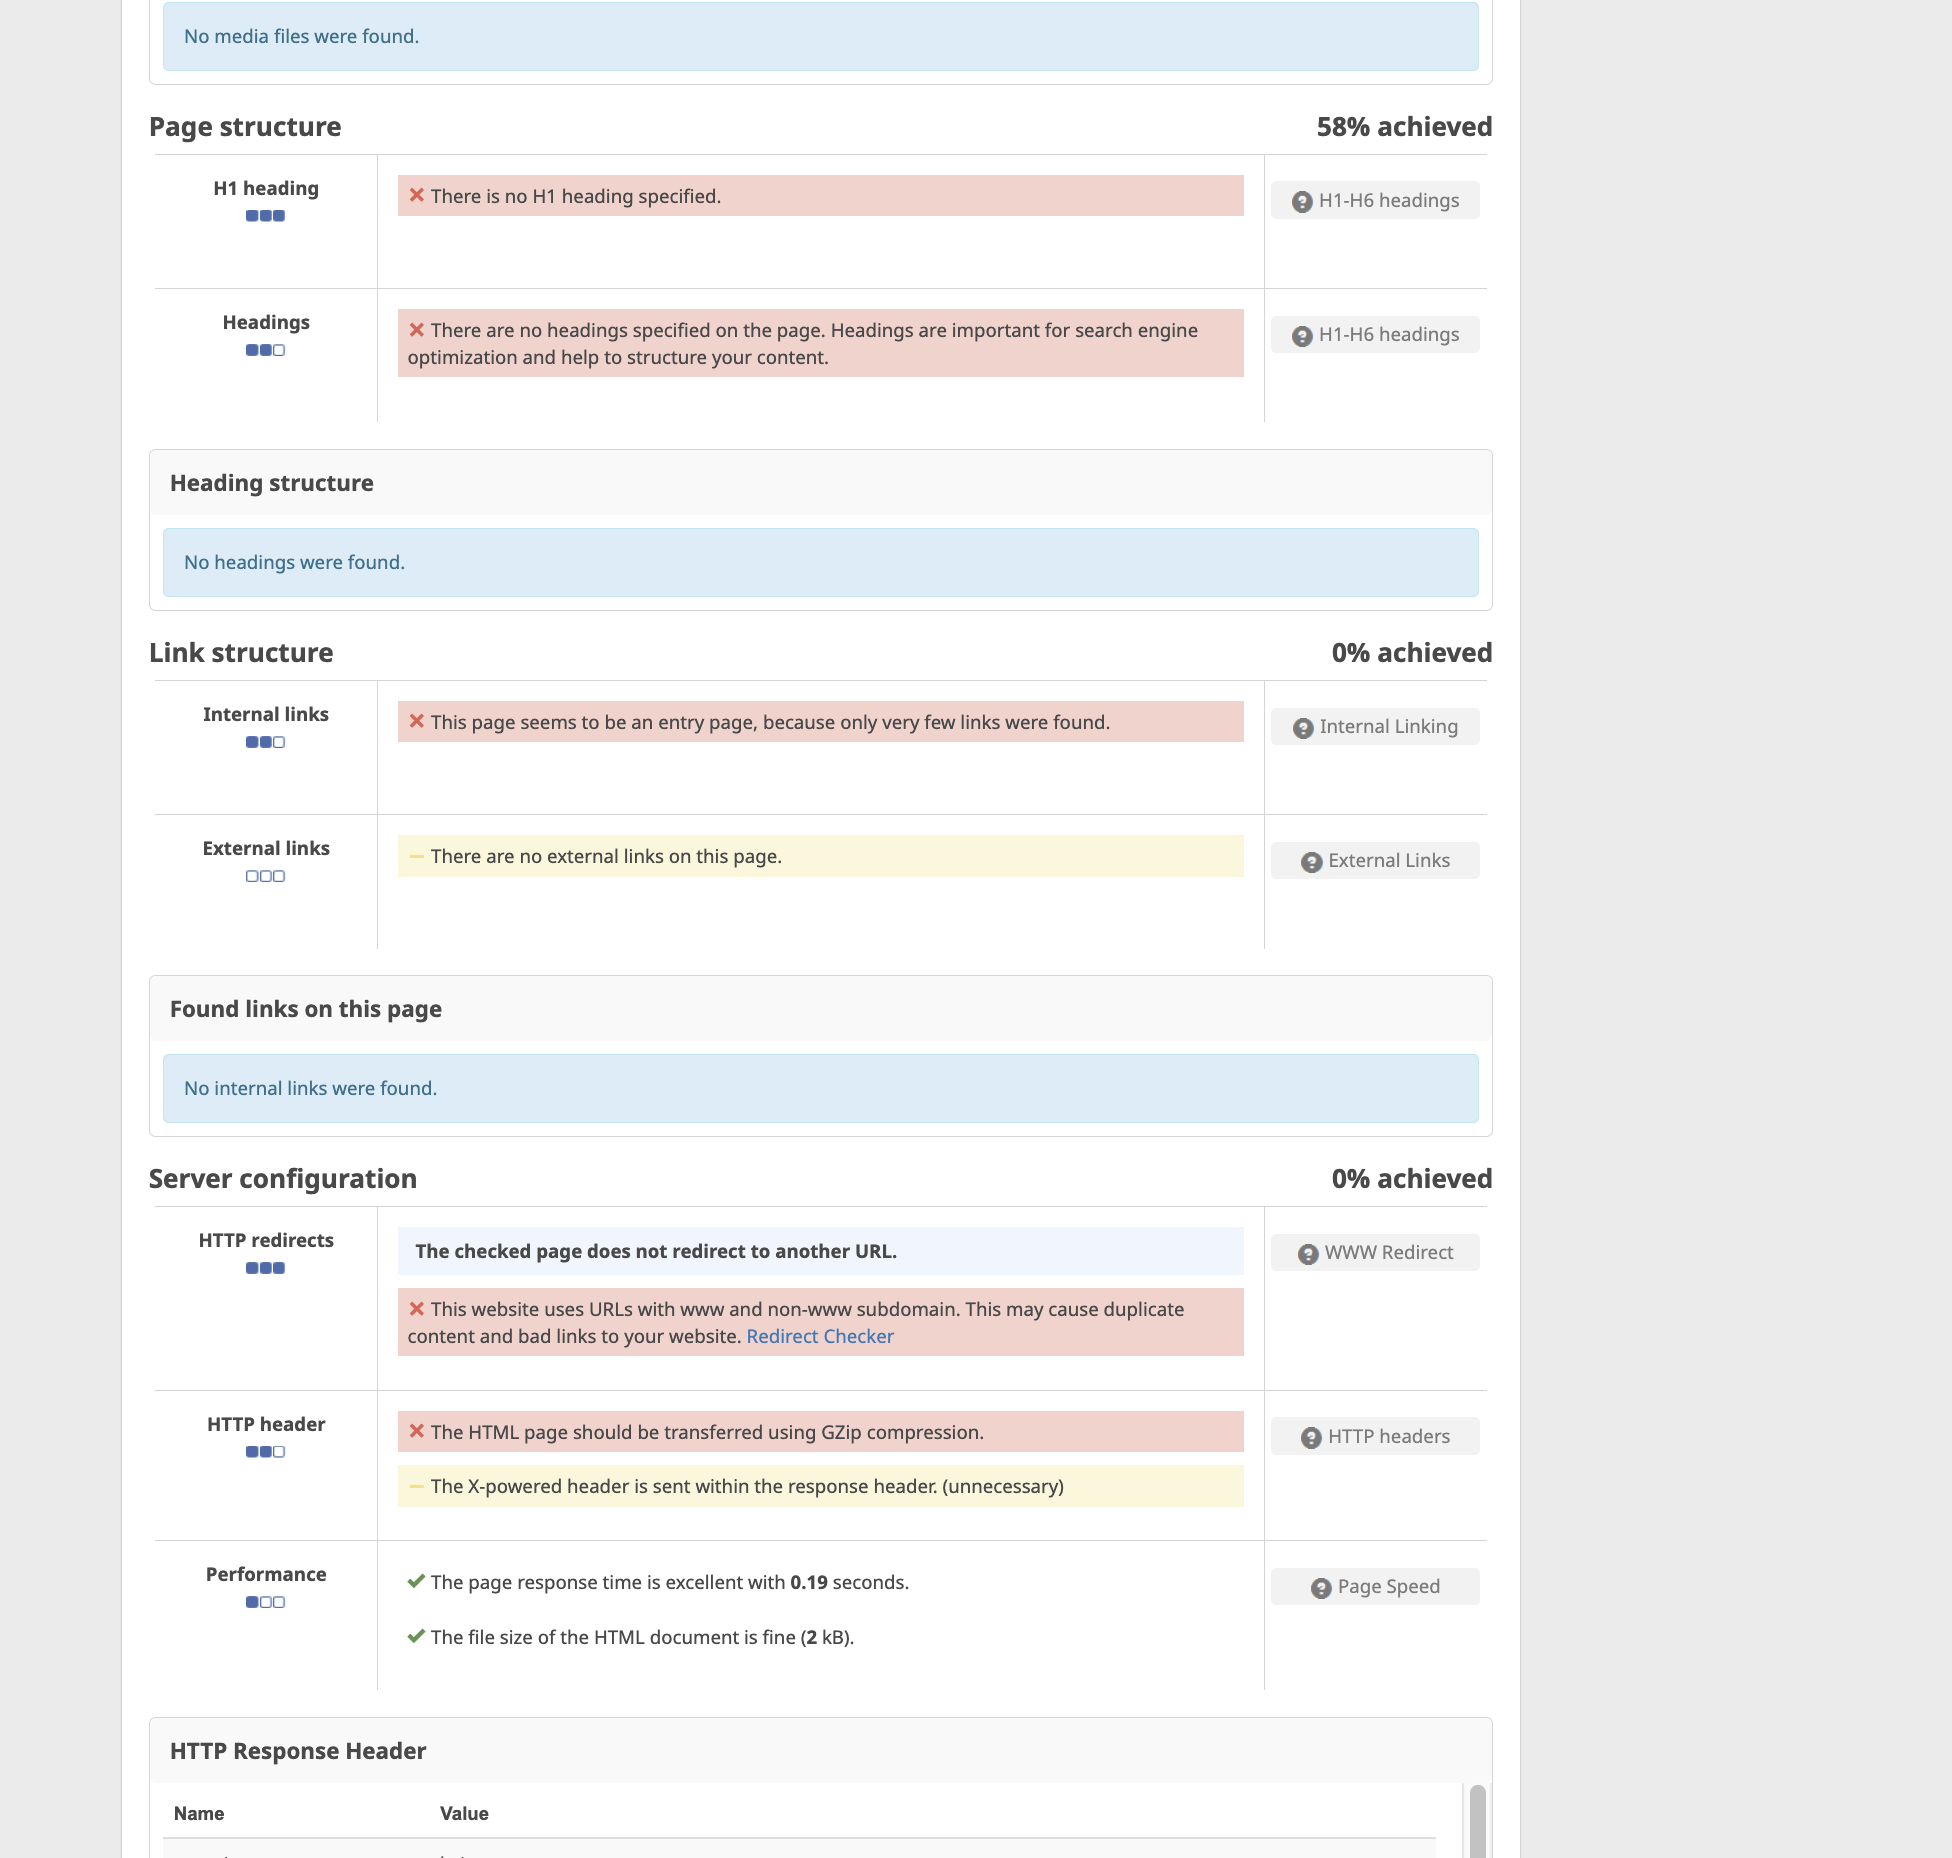 No media files were found.
Page structure
58% achieved
H1 heading
There is no H1 heading specified.
H1-H6 headings
Headings
There are no headings specified on the page. Headings are important for search engine
optimization and help to structure your content.
H1-H6 headings
Heading structure
No headings were found.
Link structure
0% achieved
Internal links
This page seems to be an entry page, because only very few links were found.
Internal Linking
External links
There are no external links on this page.
External Links
Found links on this page
No internal links were found.
Server configuration
0% achieved
HTTP redirects
The checked page does not redirect to another URL.
WWW Redirect
This website uses URLs with www and non-www subdomain. This may cause duplicate
content and bad links to your website. Redirect Checker
HTTP header
The HTML page should be transferred using GZip compression.
HTTP headers
The X-powered header is sent within the response header. (unnecessary)
Performance
The page response time is excellent with 0.19 seconds.
Page Speed
The file size of the HTML document is fine (2 kB).
HTTP Response Header
Name
Value